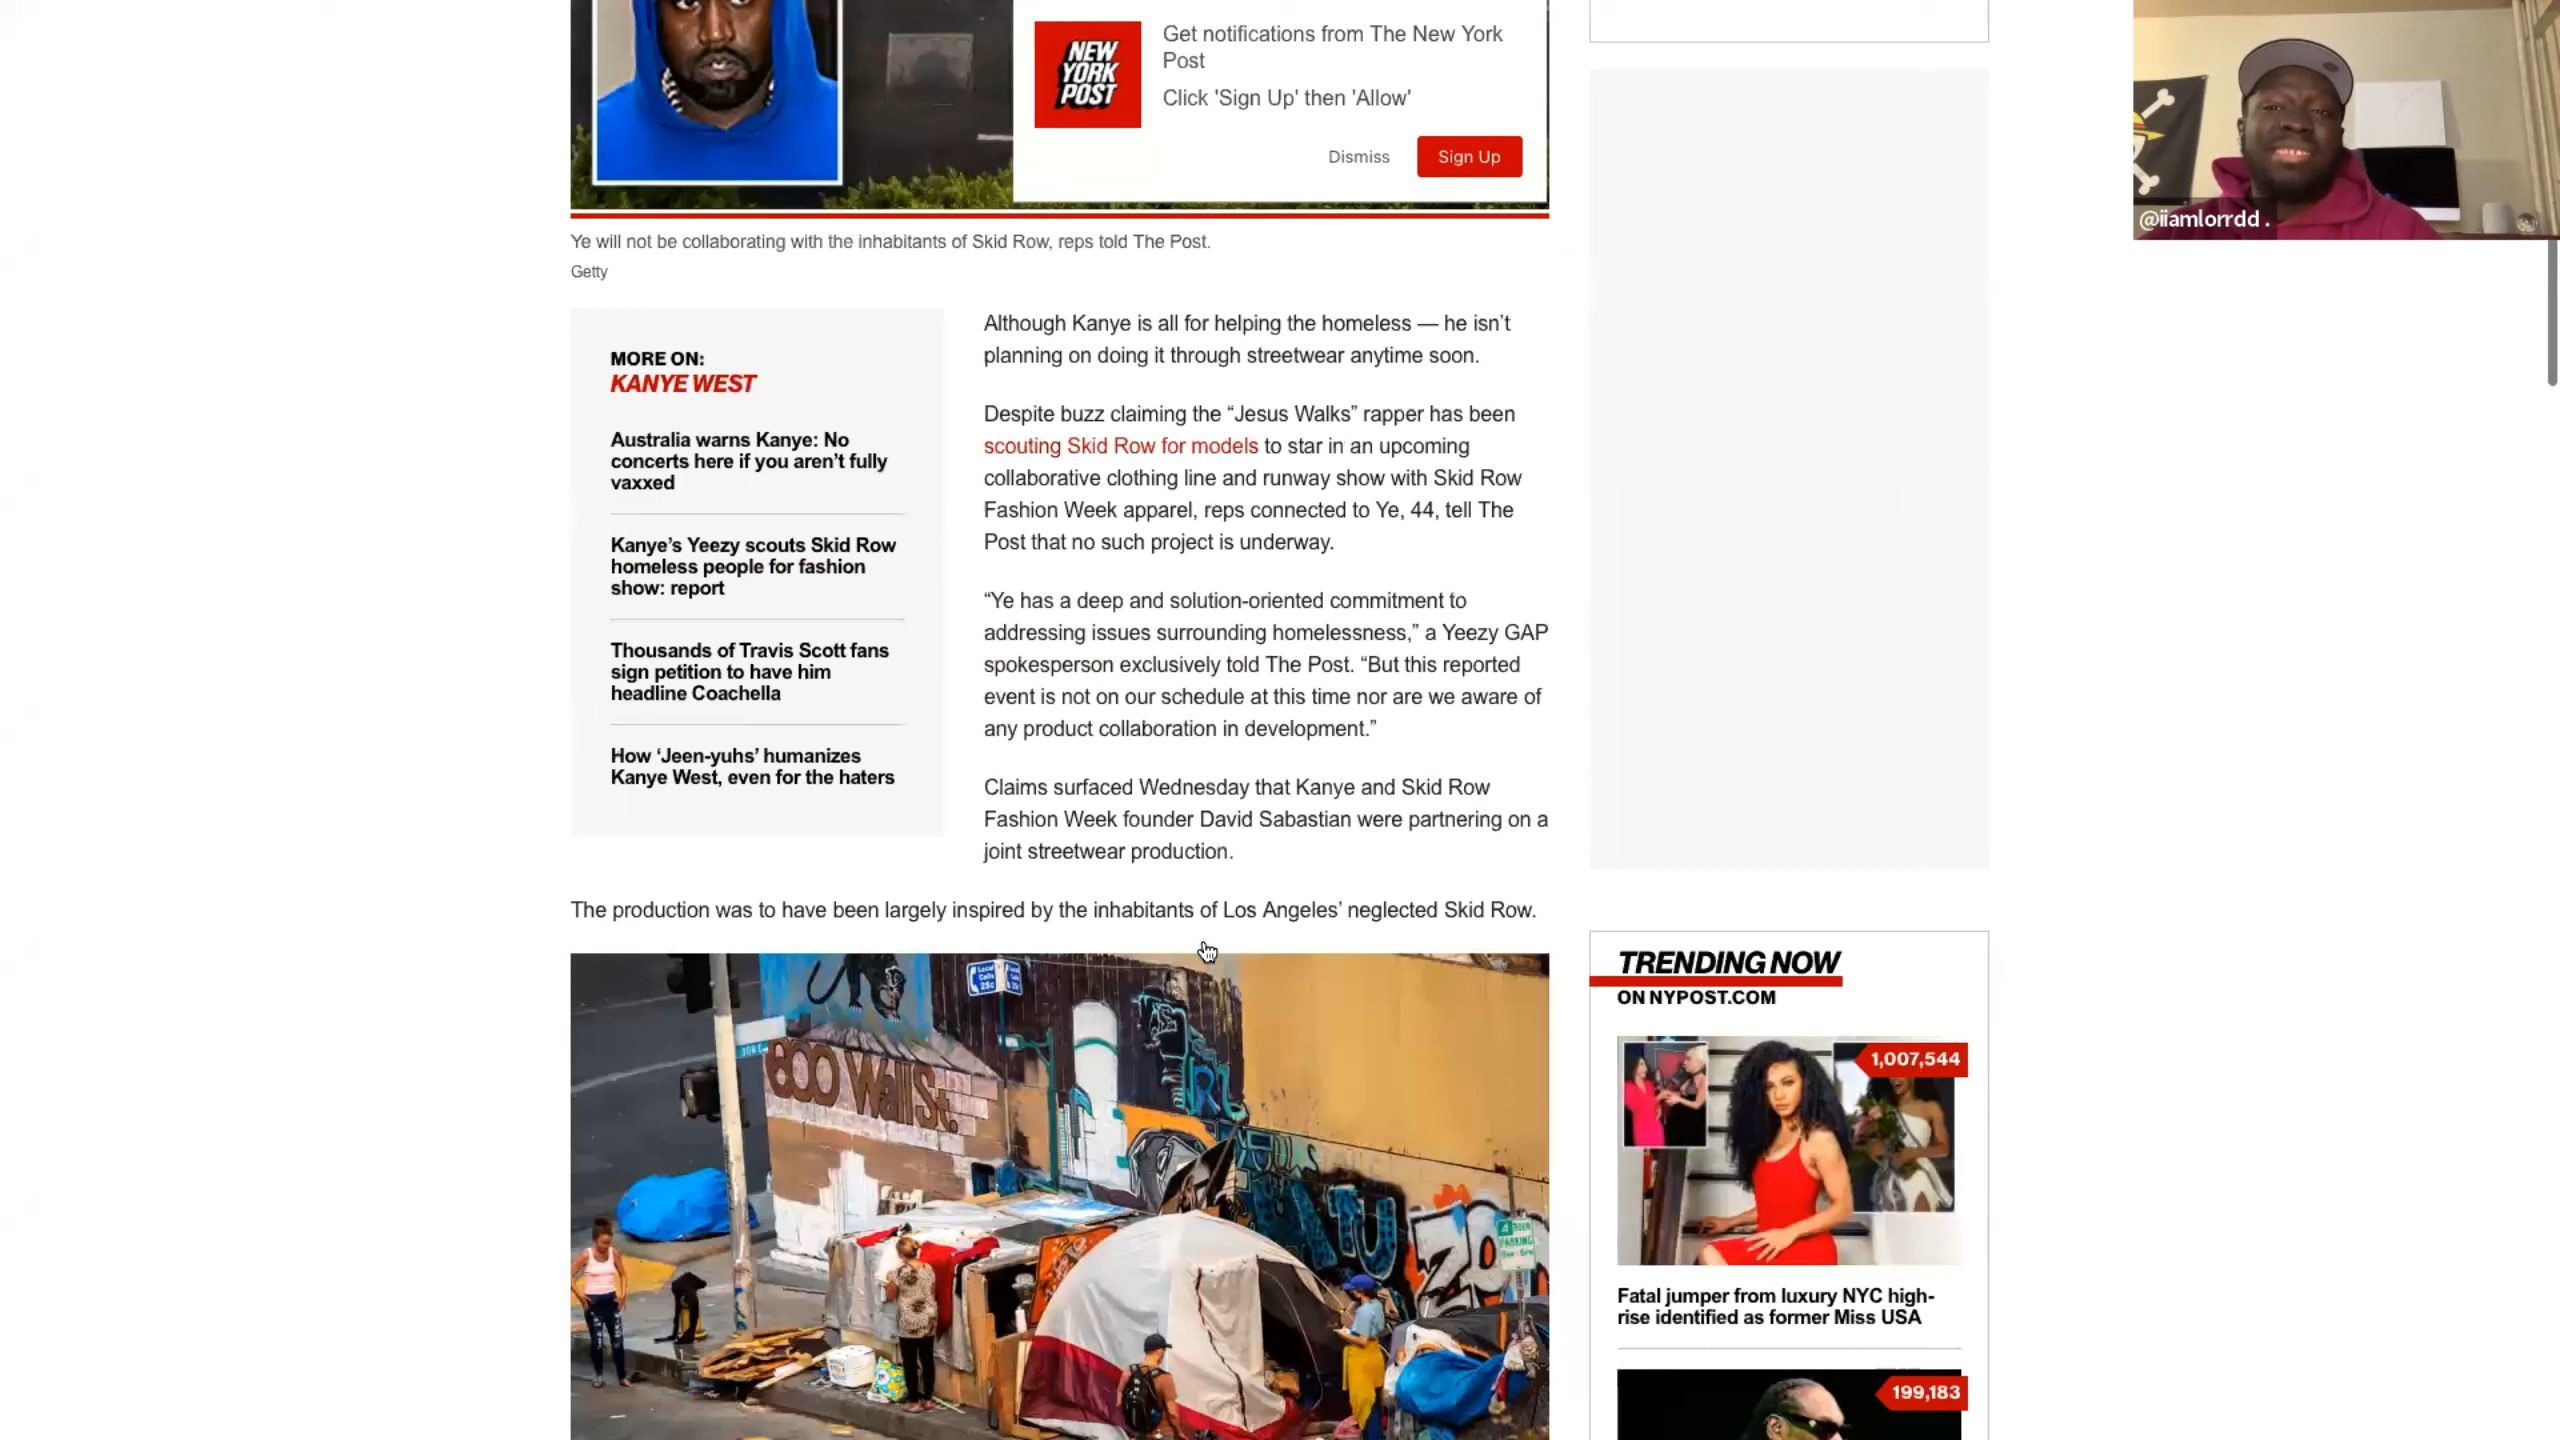 Get notifications from The New York
Post
Click 'Sign Up' then 'Allow'
NEW
YORK
POST
Dismiss
Sign Up
@iiamlorrdd .
Ye will not be collaborating with the inhabitants of Skid Row, reps told The Post.
Getty
MORE ON:
KANYE WEST
Australia warns Kanye: No
concerts here if you aren’t fully
vaxxed
Kanye’s Yeezy scouts Skid Row
homeless people for fashion
show: report
Thousands of Travis Scott fans
sign petition to have him
headline Coachella
How ‘Jeen-yuhs’ humanizes
Kanye West, even for the haters
Although Kanye is all for helping the homeless — he isn’t
planning on doing it through streetwear anytime soon.
Despite buzz claiming the “Jesus Walks” rapper has been
scouting Skid Row for models to star in an upcoming
collaborative clothing line and runway show with Skid Row
Fashion Week apparel, reps connected to Ye, 44, tell The
Post that no such project is underway.
“Ye has a deep and solution-oriented commitment to
addressing issues surrounding homelessness,” a Yeezy GAP
spokesperson exclusively told The Post. “But this reported
event is not on our schedule at this time nor are we aware of
any product collaboration in development.”
Claims surfaced Wednesday that Kanye and Skid Row
Fashion Week founder David Sabastian were partnering on a
joint streetwear production.
The production was to have been largely inspired by the inhabitants of Los Angeles’ neglected Skid Row.
Local
Calls
25¢
800 Wall St.
PARKING
TRENDING NOW
ON NYPOST.COM
1,007,544
Fatal jumper from luxury NYC high-
rise identified as former Miss USA
199,183